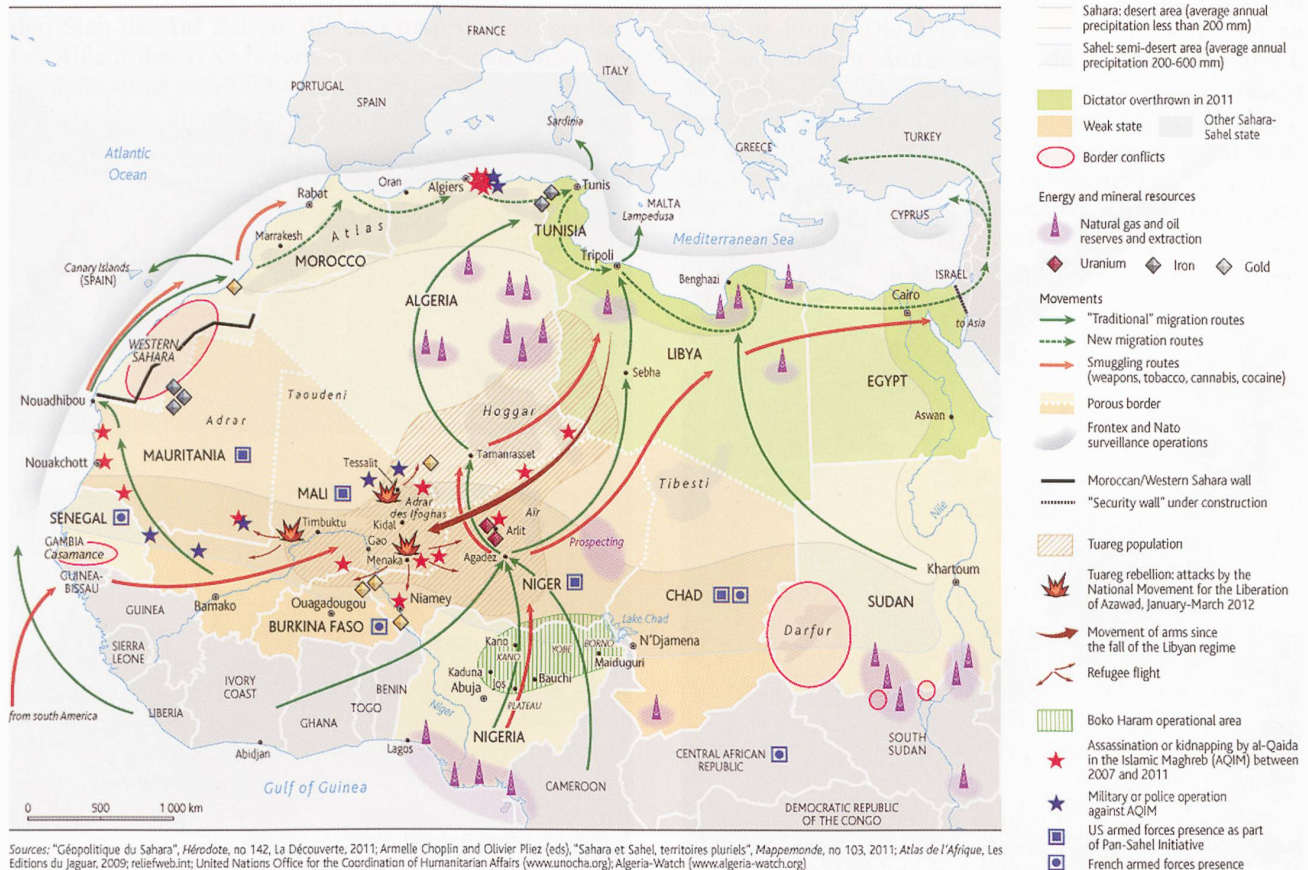 FRANCE
ITALY
PORTUGAL
SPAIN
Sardinia
GREECE
TURKEY
Atlantic
Ocean
Oran
Algiers
Tunis
MALTA
Lampedusa
CYPRUS
Rabat
Marrakesh
Atlas
MOROCCO
TUNISIA
Tripoli
Mediterranean Sea
Canary Islands
(SPAIN)
Benghazi
ISRAEL
Cairo
to Asia
ALGERIA
WESTERN
SAHARA
LIBYA
EGYPT
Sebha
Nouadhibou
Taoudeni
Adrar
Hoggar
Aswan
MAURITANIA
Tamanrasset
Nouakchott
Tessalit
MALI
Adrar
des Ifoghas
Tibesti
Nile
SENEGAL
Timbuktu
Kidal
Aïr
Arlit
GAMBIA
Casamance
Gao
Menaka
Agadez
Prospecting
GUINEA-
BISSAU
NIGER
CHAD
SUDAN
Khartoum
GUINEA
Bamako
Ouagadougou
Niamey
BURKINA FASO
Lake Chad
N'Djamena
Darfur
SIERRA
LEONE
Kano
KANO
YOBE
BORNO
Maiduguri
Kaduna
Bauchi
Abuja
Jos
PLATEAU
IVORY
COAST
BENIN
TOGO
GHANA
Niger
from south America
LIBERIA
NIGERIA
Abidjan
Lagos
SOUTH
SUDAN
CENTRAL AFRICAN
REPUBLIC
Gulf of Guinea
CAMEROON
DEMOCRATIC REPUBLIC
OF THE CONGO
0 500 1 000 km
Sahara: desert area (average annual
precipitation less than 200 mm)
Sahel: semi-desert area (average annual
precipitation 200-600 mm)
Dictator overthrown in 2011
Weak state
Other Sahara-
Sahel state
Border conflicts
Energy and mineral resources
Natural gas and oil
reserves and extraction
Uranium
Iron
Gold
Movements
"Traditional" migration routes
New migration routes
Smuggling routes
(weapons, tobacco, cannabis, cocaine)
Porous border
Frontex and Nato
surveillance operations
Moroccan/Western Sahara wall
"Security wall" under construction
Tuareg population
Tuareg rebellion: attacks by the
National Movement for the Liberation
of Azawad, January-March 2012
Movement of arms since
the fall of the Libyan regime
Refugee flight
Boko Haram operational area
Assassination or kidnapping by al-Qaida
in the Islamic Maghreb (AQIM) between
2007 and 2011
Military or police operation
against AQIM
US armed forces presence as part
of Pan-Sahel Initiative
French armed forces presence
Sources: "Géopolitique du Sahara", Hérodote, no 142, La Découverte, 2011; Armelle Choplin and Olivier Pliez (eds), "Sahara et Sahel, territoires pluriels", Mappemonde, no 103, 2011; Atlas de l'Afrique, Les
Editions du Jaguar, 2009; reliefweb.int; United Nations Office for the Coordination of Humanitarian Affairs (www.unocha.org); Algeria-Watch (www.algeria-watch.org)